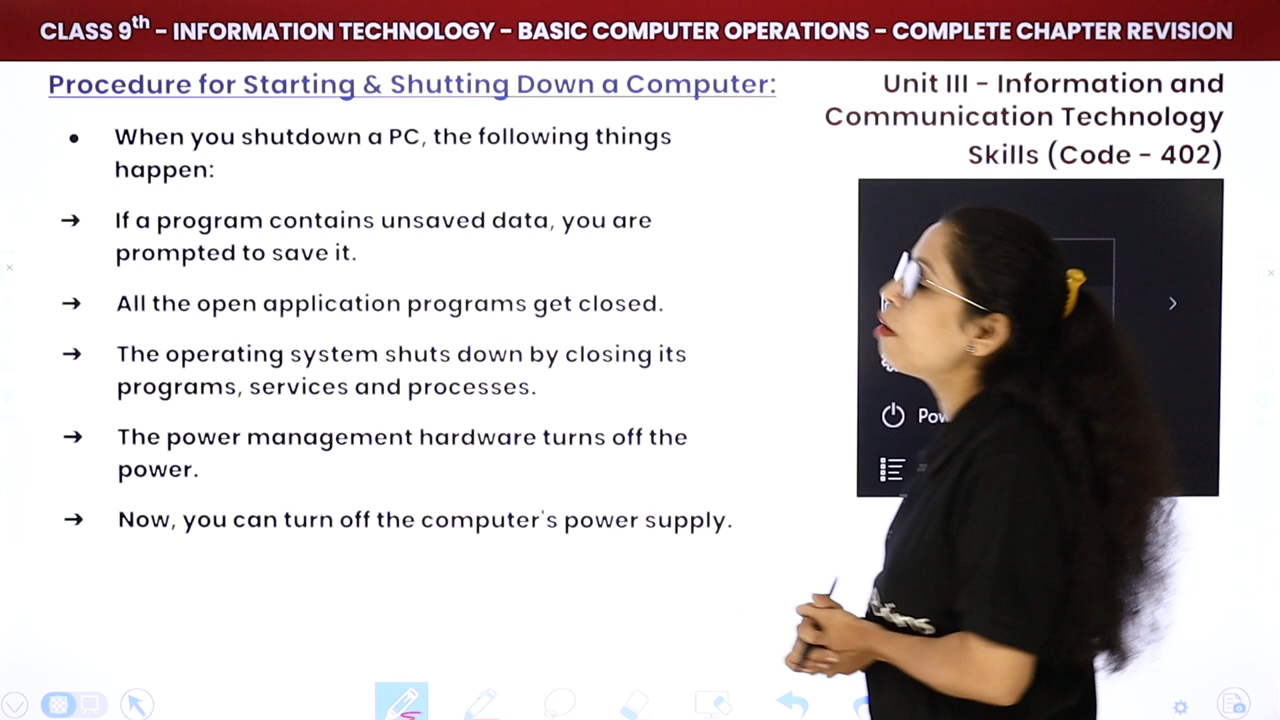 CLASS 9th - INFORMATION TECHNOLOGY - BASIC COMPUTER OPERATIONS - COMPLETE CHAPTER REVISION
Procedure for Starting & Shutting Down a Computer:
Unit III - Information and
Communication Technology
Skills (Code - 402)
• When you shutdown a PC, the following things
happen:
→ If a program contains unsaved data, you are
prompted to save it.
→ All the open application programs get closed.
→ The operating system shuts down by closing its
programs, services and processes.
→ The power management hardware turns off the
power.
→ Now, you can turn off the computer's power supply.